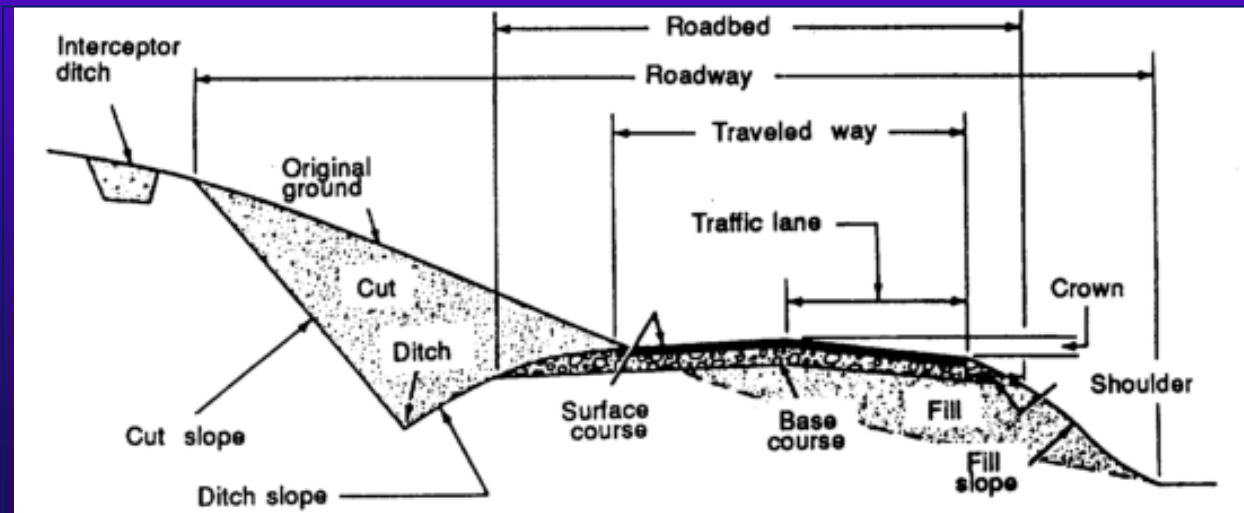 Roadbed
Interceptor
ditch
Roadway
Traveled way
Original
ground
Traffic lane
Cut
Crown
Ditch
Shoulder
Surface
course
Base
course
Fill
Cut slope
Fill
slope
Ditch slope